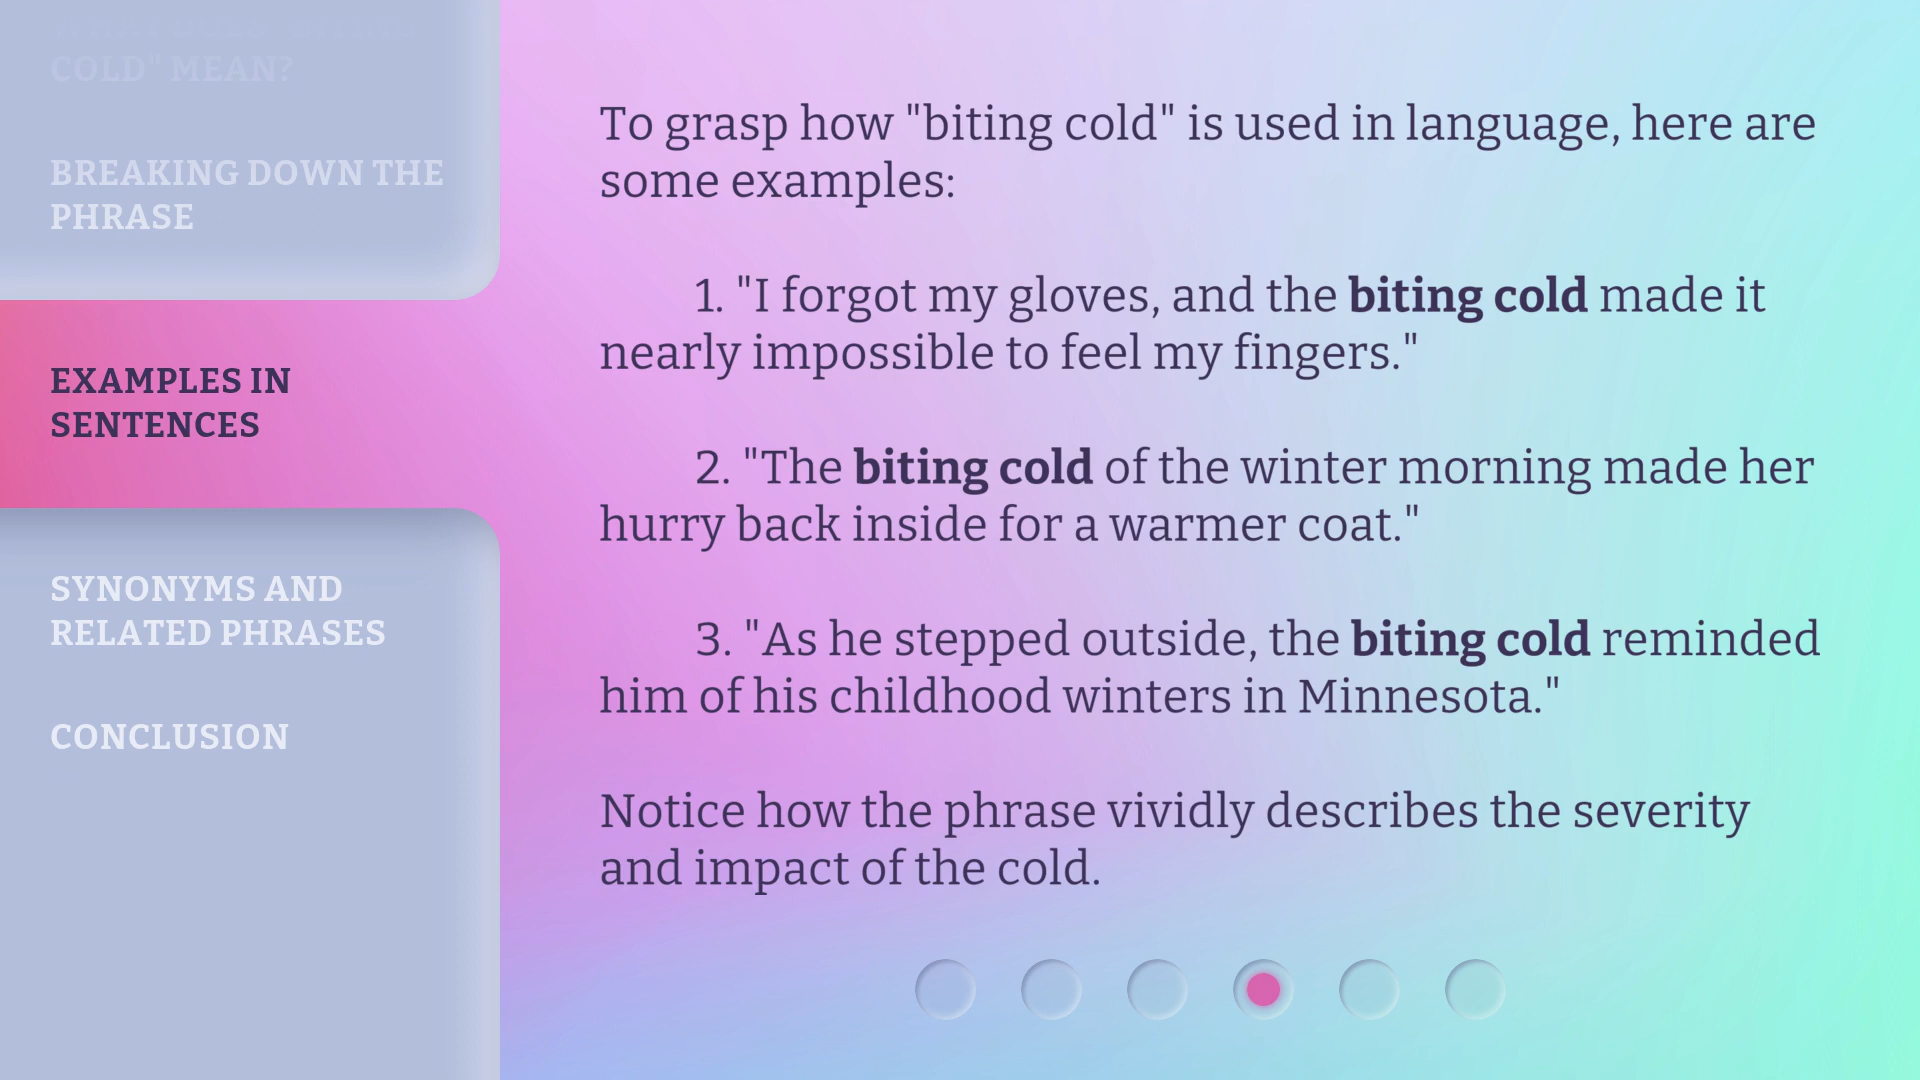 COLD" MEAN?
BREAKING DOWN THE
PHRASE
EXAMPLES IN
SENTENCES
SYNONYMS AND
RELATED PHRASES
CONCLUSION
To grasp how "biting cold" is used in language, here are
some examples:
1. "I forgot my gloves, and the biting cold made it
nearly impossible to feel my fingers."
2. "The biting cold of the winter morning made her
hurry back inside for a warmer coat."
3. "As he stepped outside, the biting cold reminded
him of his childhood winters in Minnesota."
Notice how the phrase vividly describes the severity
and impact of the cold.